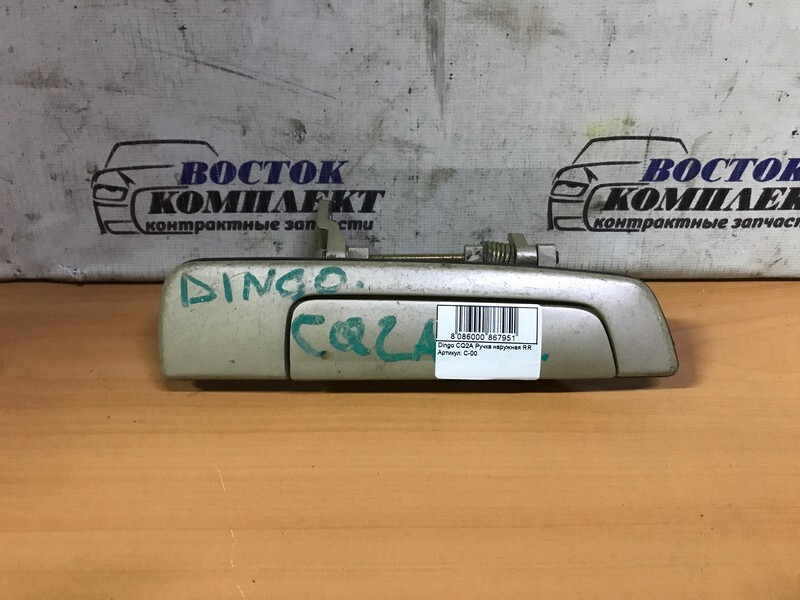 ВОСТОК
КОМПЛЕКТ
контрактные запчасти
ВОСТОК
КОМПЛЕКТ
контрактные запчасти
DINGO.
CQ2A
8 086000 867951
Dingo CQ2A Ручка наружная RR
Артикул: C-00